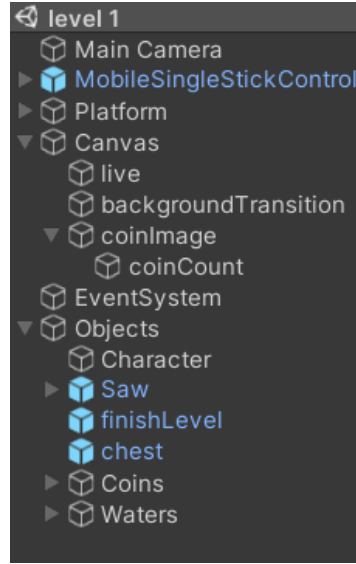 level 1
Main Camera
MobileSingleStickControl
Platform
Canvas
live
backgroundTransition
coinImage
coinCount
EventSystem
Objects
Character
Saw
finishLevel
chest
Coins
Waters